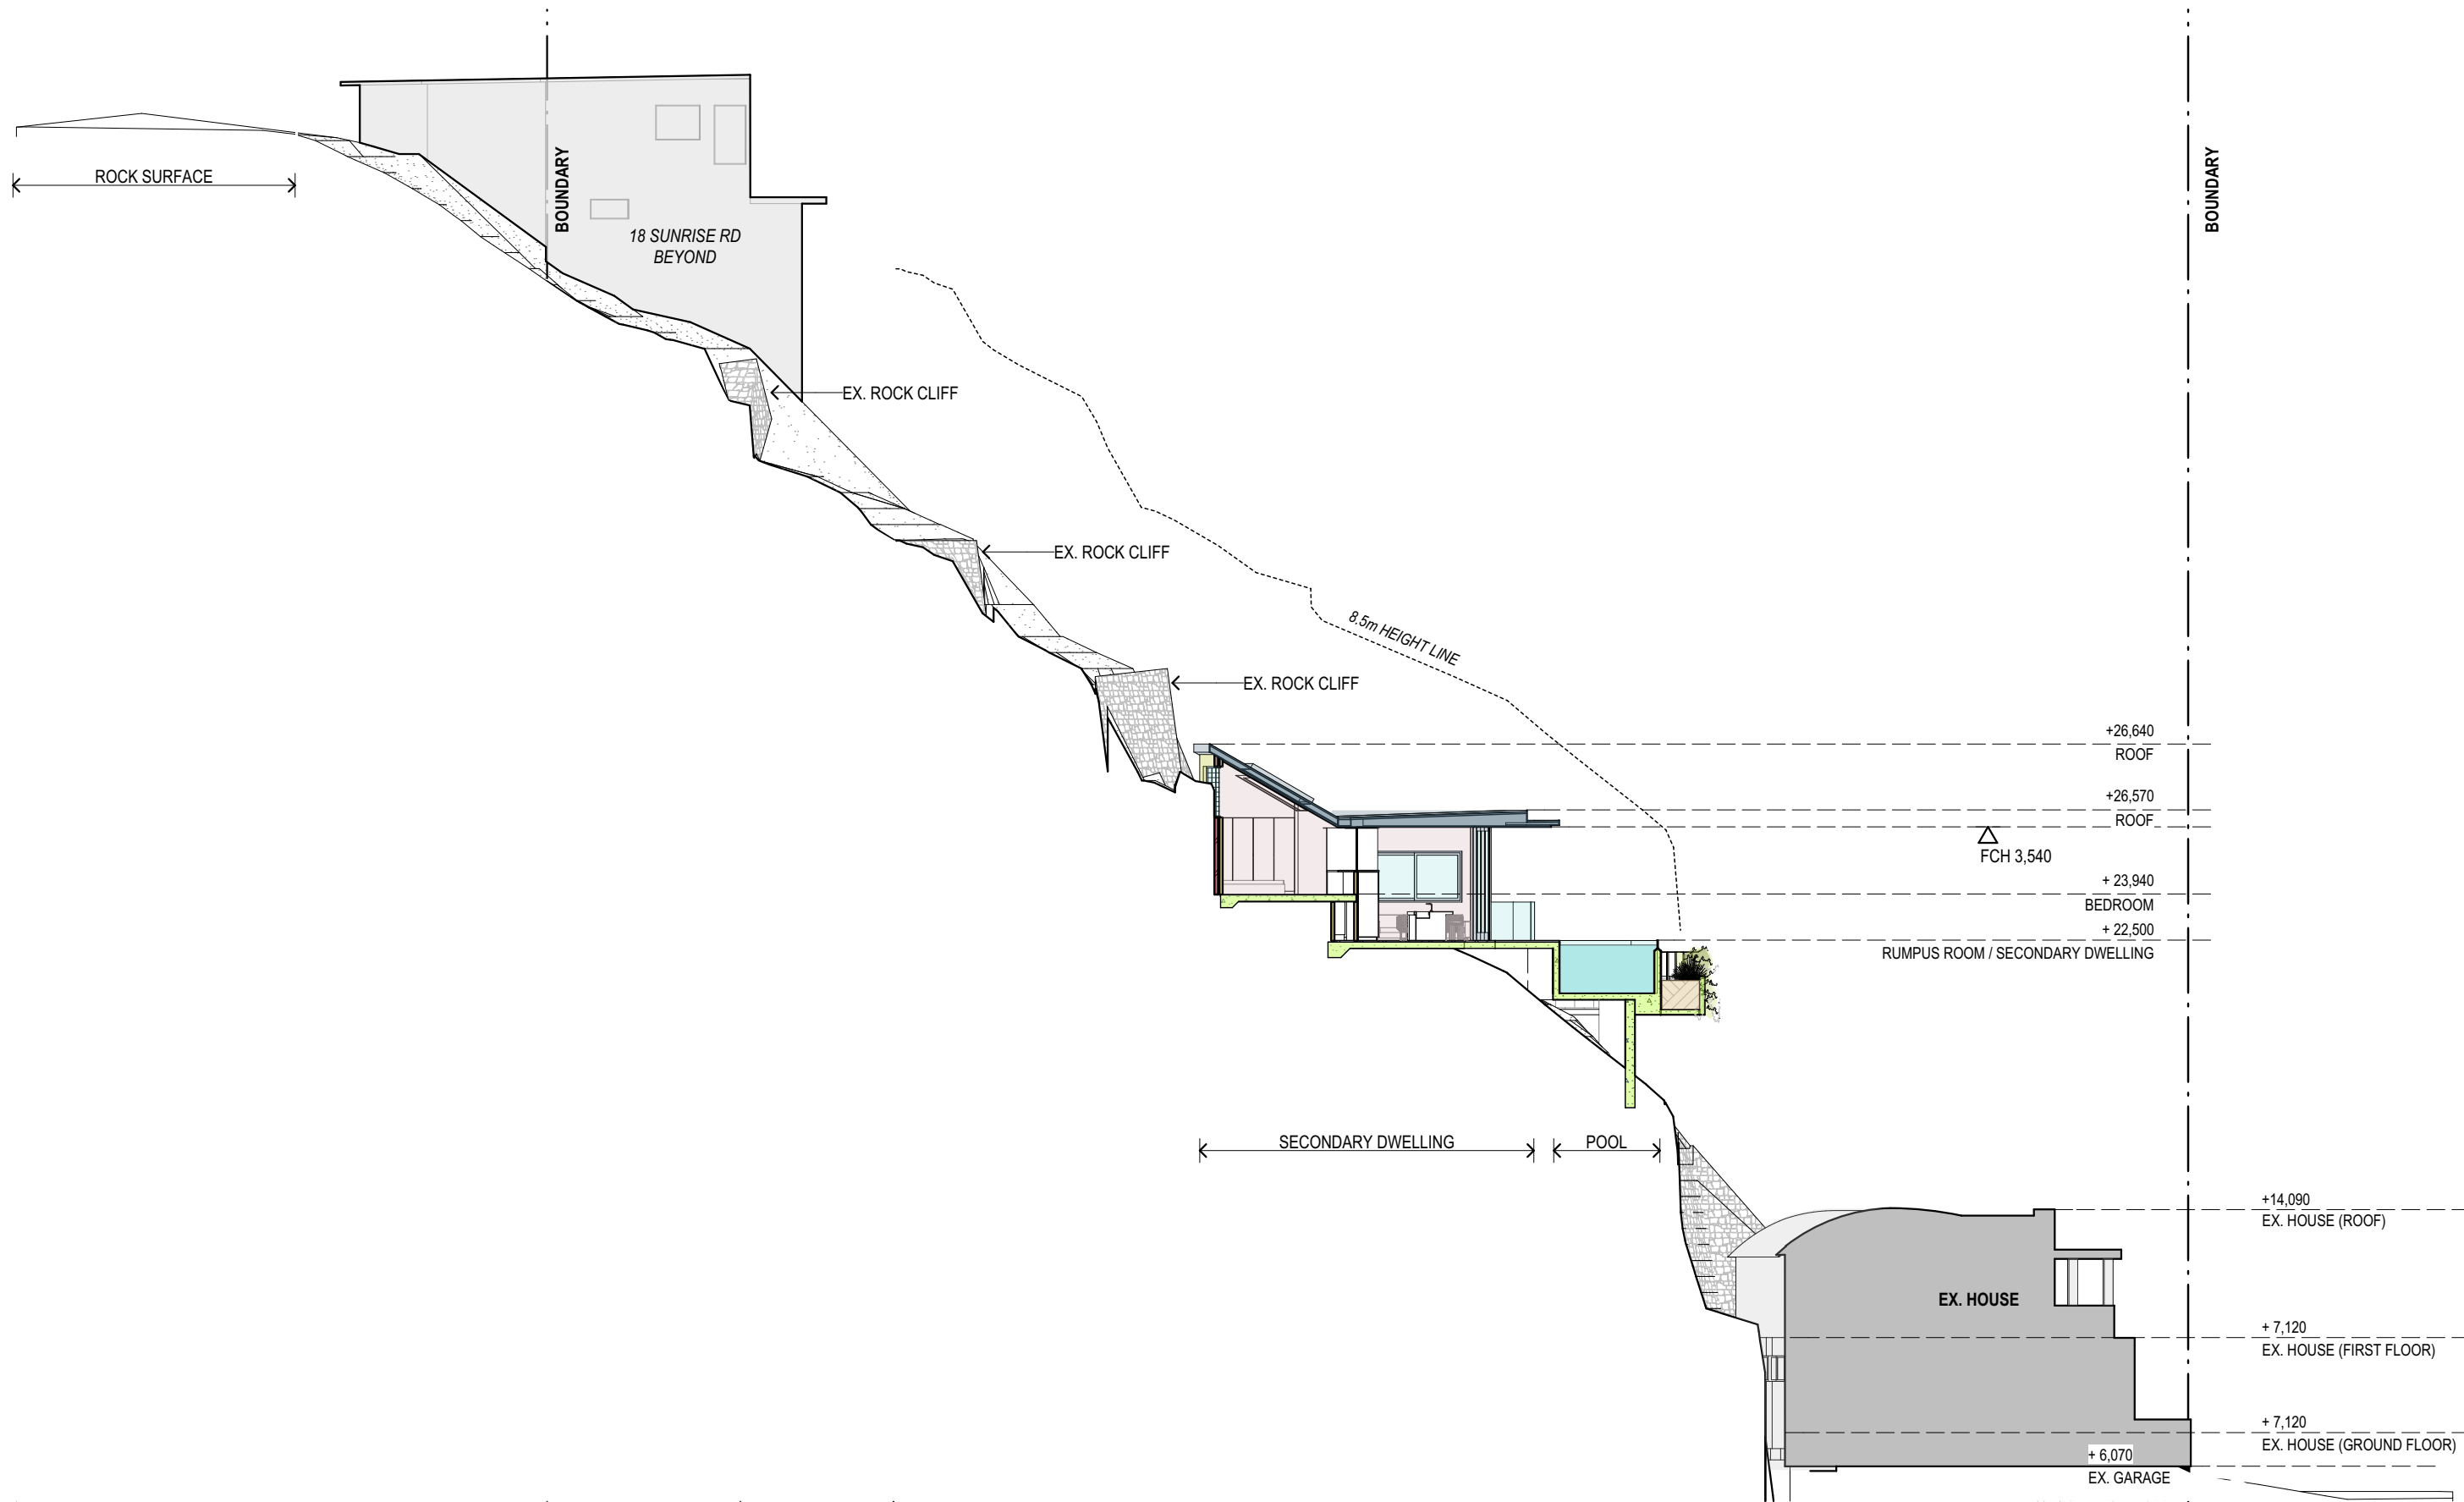 ROCK SURFACE
BOUNDARY
BOUNDARY
18 SUNRISE RD
BEYOND
EX. ROCK CLIFF
EX. ROCK CLIFF
8.5m HEIGHT LINE
EX. ROCK CLIFF
+26,640
ROOF
+26,570
ROOF
FCH 3,540
+ 23,940
BEDROOM
+ 22,500
RUMPUS ROOM / SECONDARY DWELLING
SECONDARY DWELLING
POOL
+14,090
EX. HOUSE (ROOF)
EX. HOUSE
+ 7,120
EX. HOUSE (FIRST FLOOR)
+ 7,120
EX. HOUSE (GROUND FLOOR)
+ 6,070
EX. GARAGE